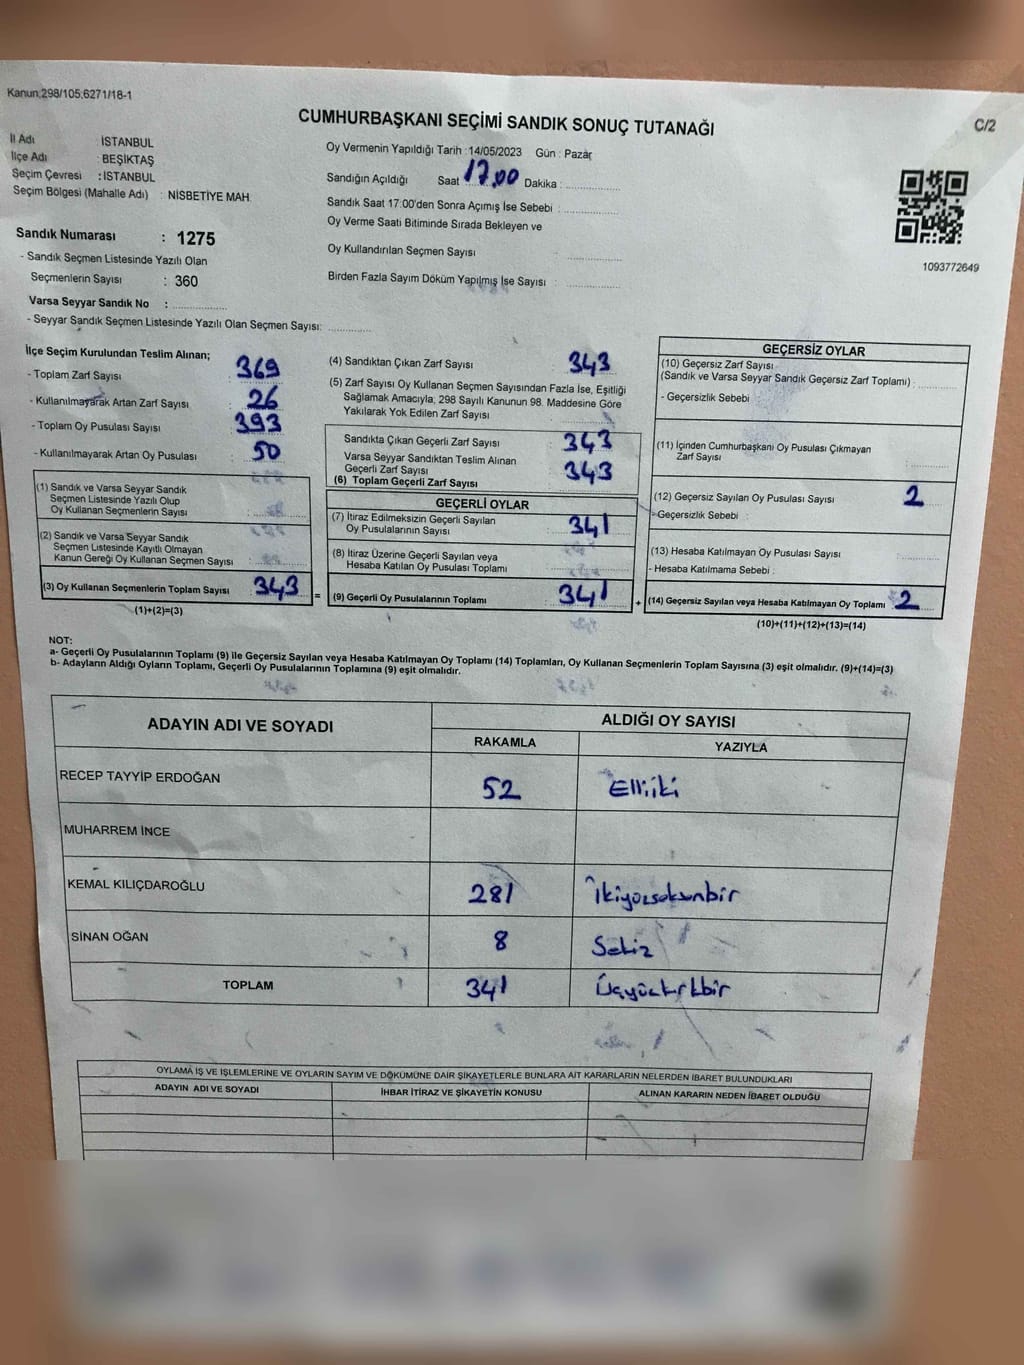 Kanun:298/105;6271/18-1
C/2
CUMHURBAŞKANI SEÇİMİ SANDIK SONUÇ TUTANAĞI
İl Adı : İSTANBUL
İlçe Adı : BEŞİKTAŞ
Seçim Çevresi : İSTANBUL
Seçim Bölgesi (Mahalle Adı) : NİSBETİYE MAH.
Sandık Numarası : 1275
- Sandık Seçmen Listesinde Yazılı Olan
Seçmenlerin Sayısı : 360
Varsa Seyyar Sandık No :
- Seyyar Sandık Seçmen Listesinde Yazılı Olan Seçmen Sayısı:
Oy Vermenin Yapıldığı Tarih :14/05/2023 Gün : Pazar
Sandığın Açıldığı Saat 17.00 Dakika :
Sandık Saat 17:00'den Sonra Açımış İse Sebebi :
Oy Verme Saati Bitiminde Sırada Bekleyen ve
Oy Kullandırılan Seçmen Sayısı
Birden Fazla Sayım Döküm Yapılmış İse Sayısı :
1093772649
İlçe Seçim Kurulundan Teslim Alınan;
- Toplam Zarf Sayısı : 369
- Kullanılmayarak Artan Zarf Sayısı : 26
- Toplam Oy Pusulası Sayısı : 393
- Kullanılmayarak Artan Oy Pusulası : 50
(1) Sandık ve Varsa Seyyar Sandık
Seçmen Listesinde Yazılı Olup
Oy Kullanan Seçmenlerin Sayısı :
(2) Sandık ve Varsa Seyyar Sandık
Seçmen Listesinde Kayıtlı Olmayan
Kanun Gereği Oy Kullanan Seçmen Sayısı :
(3) Oy Kullanan Seçmenlerin Toplam Sayısı : 343 =
(1)+(2)=(3)
(4) Sandıktan Çıkan Zarf Sayısı : 343
(5) Zarf Sayısı Oy Kullanan Seçmen Sayısından Fazla İse, Eşitliği
Sağlamak Amacıyla, 298 Sayılı Kanunun 98. Maddesine Göre
Yakılarak Yok Edilen Zarf Sayısı
Sandıkta Çıkan Geçerli Zarf Sayısı : 343
Varsa Seyyar Sandıktan Teslim Alınan
Geçerli Zarf Sayısı : 343
(6) Toplam Geçerli Zarf Sayısı :
GEÇERLİ OYLAR
(7) İtiraz Edilmeksizin Geçerli Sayılan
Oy Pusulalarının Sayısı : 341
(8) İtiraz Üzerine Geçerli Sayılan veya
Hesaba Katılan Oy Pusulası Toplamı :
(9) Geçerli Oy Pusulalarının Toplamı : 341 +
GEÇERSİZ OYLAR
(10) Geçersiz Zarf Sayısı
(Sandık ve Varsa Seyyar Sandık Geçersiz Zarf Toplamı) :
- Geçersizlik Sebebi :
(11) İçinden Cumhurbaşkanı Oy Pusulası Çıkmayan
Zarf Sayısı :
(12) Geçersiz Sayılan Oy Pusulası Sayısı 2
- Geçersizlik Sebebi :
(13) Hesaba Katılmayan Oy Pusulası Sayısı
- Hesaba Katılmama Sebebi :
(14) Geçersiz Sayılan veya Hesaba Katılmayan Oy Toplamı : 2
(10)+(11)+(12)+(13)=(14)
NOT:
a- Geçerli Oy Pusulalarının Toplamı (9) ile Geçersiz Sayılan veya Hesaba Katılmayan Oy Toplamı (14) Toplamları, Oy Kullanan Seçmenlerin Toplam Sayısına (3) eşit olmalıdır. (9)+(14)=(3)
b- Adayların Aldığı Oyların Toplamı, Geçerli Oy Pusulalarının Toplamına (9) eşit olmalıdır.
ADAYIN ADI VE SOYADI ALDIĞI OY SAYISI
RAKAMLA YAZIYLA
RECEP TAYYİP ERDOĞAN 52 Elliiki
MUHARREM İNCE
KEMAL KILIÇDAROĞLU 281 İkiyüzseksenbir
SİNAN OĞAN 8 Sekiz
TOPLAM 341 Üçyüzkırkbir
OYLAMA İŞ VE İŞLEMLERİNE VE OYLARIN SAYIM VE DÖKÜMÜNE DAİR ŞİKAYETLERLE BUNLARA AİT KARARLARIN NELERDEN İBARET BULUNDUKLARI
ADAYIN ADI VE SOYADI İHBAR İTİRAZ VE ŞİKAYETİN KONUSU ALINAN KARARIN NEDEN İBARET OLDUĞU